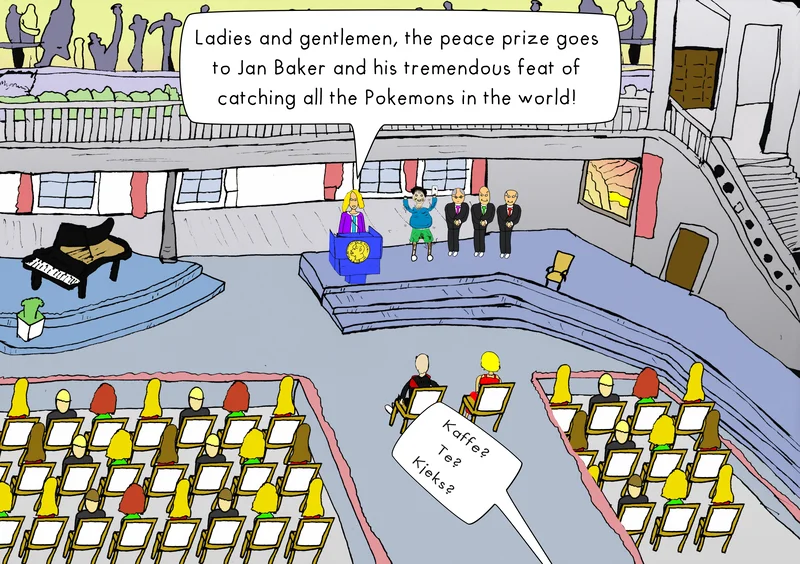 Ladies and gentlemen, the peace prize goes
to Jan Baker and his tremendous feat of
catching all the Pokemons in the world!
Kaffe?
Te?
Kjeks?